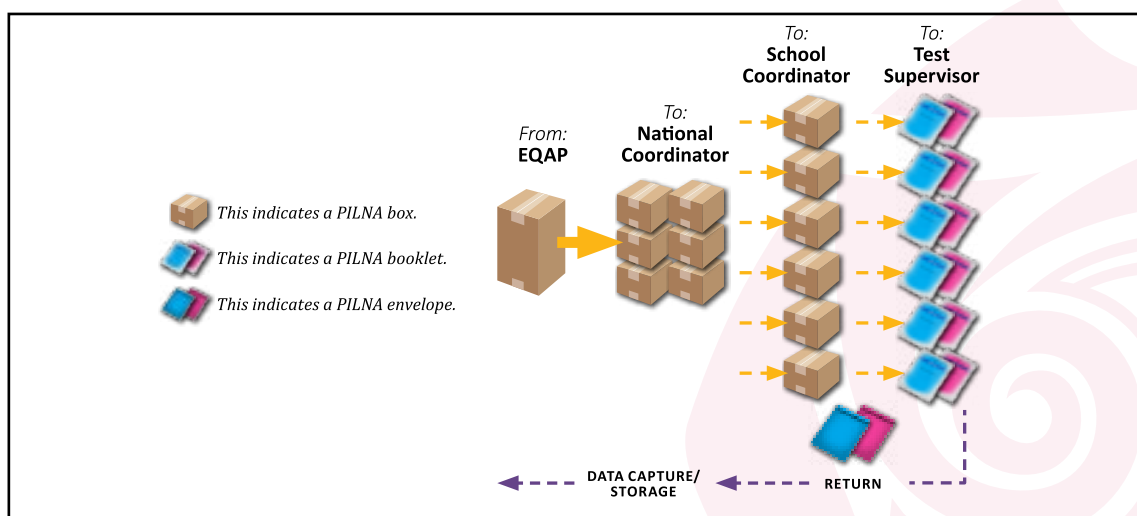 To:
School
Coordinator
To:
Test
Supervisor
To:
National
Coordinator
From:
EQAP
This indicates a PILNA box.
This indicates a PILNA booklet.
This indicates a PILNA envelope.
DATA CAPTURE/
STORAGE
RETURN